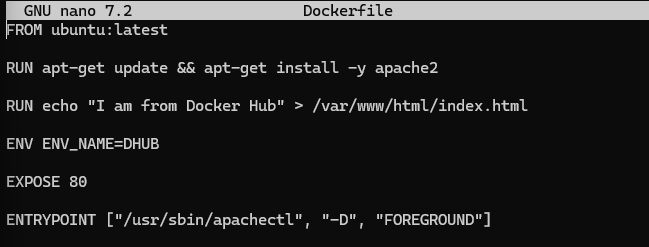 GNU nano 7.2 Dockerfile
FROM ubuntu:latest
RUN apt-get update && apt-get install -y apache2
RUN echo "I am from Docker Hub" > /var/www/html/index.html
ENV ENV_NAME=DHUB
EXPOSE 80
ENTRYPOINT ["/usr/sbin/apachectl", "-D", "FOREGROUND"]